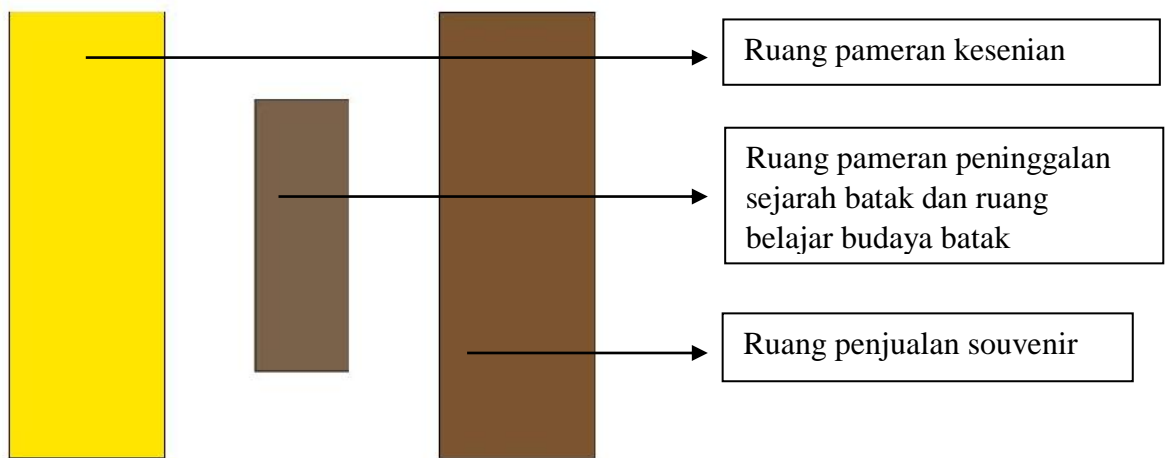 Ruang pameran kesenian
Ruang pameran peninggalan
sejarah batak dan ruang
belajar budaya batak
Ruang penjualan souvenir